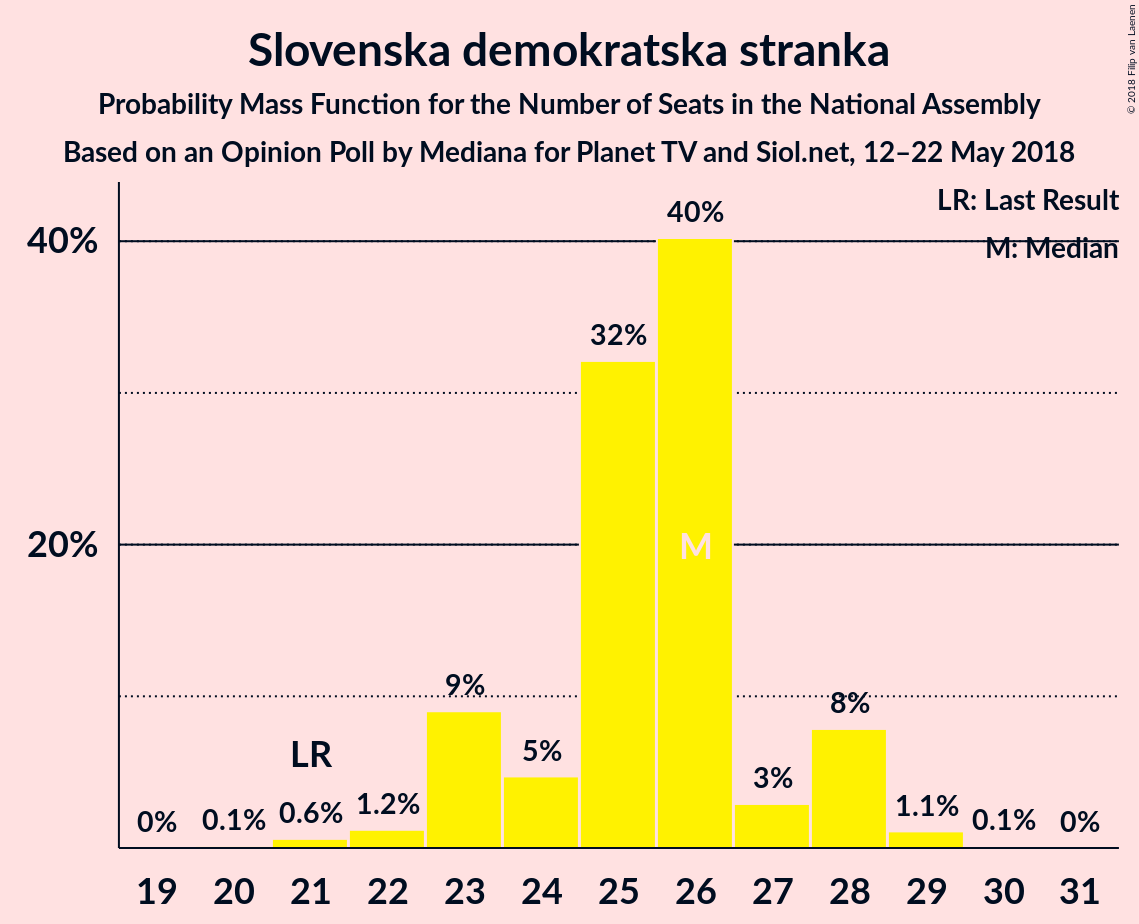 Slovenska demokratska stranka
Probability Mass Function for the Number of Seats in the National Assembly
Based on an Opinion Poll by Mediana for Planet TV and Siol.net, 12–22 May 2018
© 2018 Filip van Laenen
LR: Last Result
M: Median
40%
20%
0%
0.1%
0.6%
LR
1.2%
9%
5%
32%
40%
M
3%
8%
1.1%
0.1%
0%
19 20 21 22 23 24 25 26 27 28 29 30 31